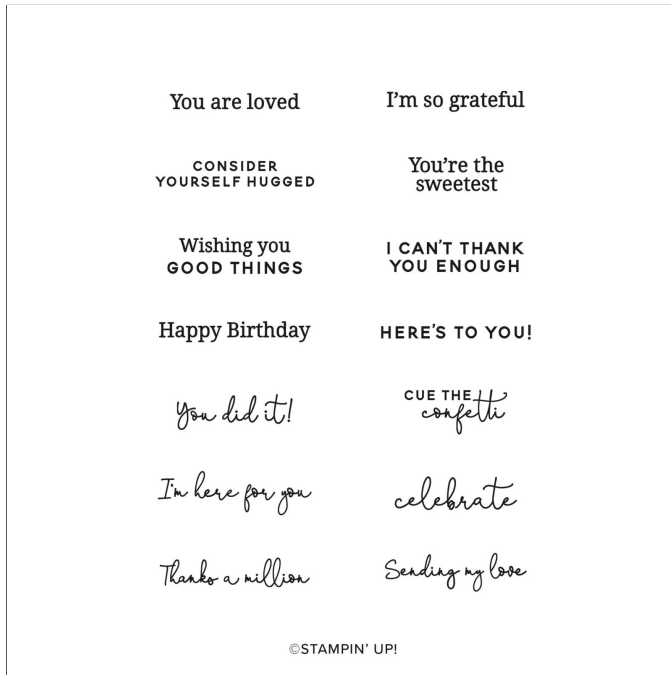 You are loved
I'm so grateful
CONSIDER
YOURSELF HUGGED
You're the
sweetest
Wishing you
GOOD THINGS
I CAN'T THANK
YOU ENOUGH
Happy Birthday
HERE'S TO YOU!
You did it!
CUE THE
confetti
I'm here for you
celebrate
Thanks a million
Sending my love
©STAMPIN' UP!